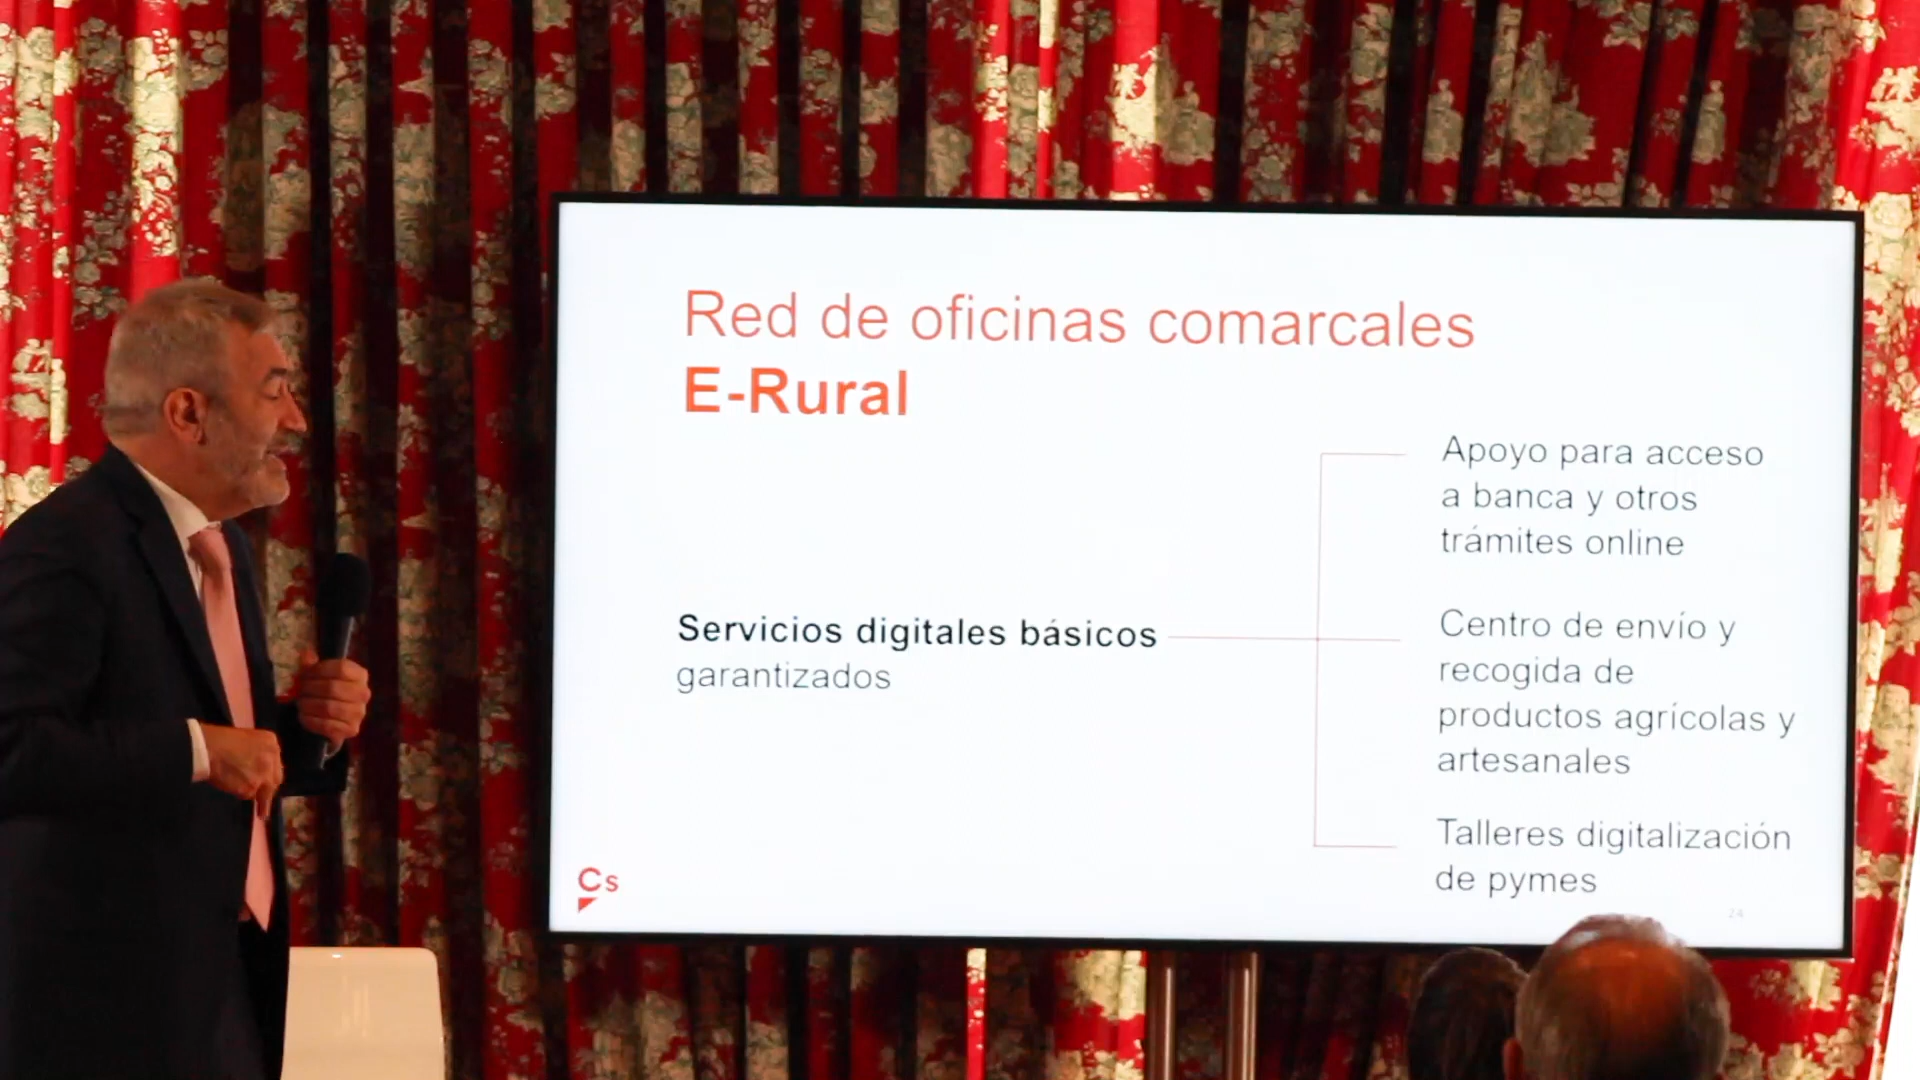 Red de oficinas comarcales
E-Rural
Servicios digitales básicos
garantizados
Apoyo para acceso
a banca y otros
trámites online
Centro de envío y
recogida de
productos agrícolas y
artesanales
Talleres digitalización
de pymes
Cs
24